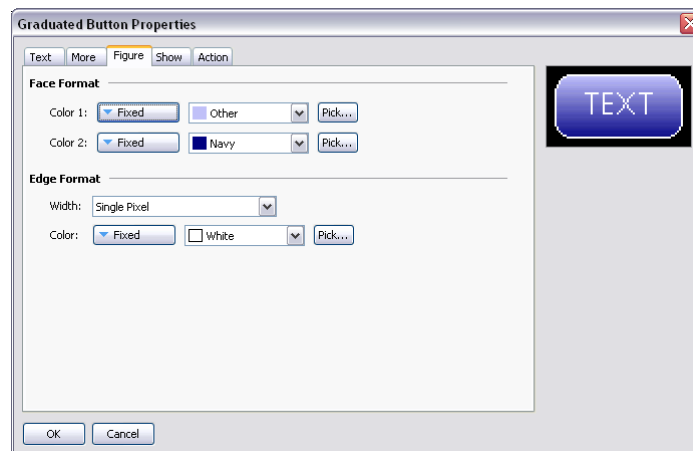 Graduated Button Properties
Text More Figure Show Action
Face Format
Color 1: Fixed Other Pick...
Color 2: Fixed Navy Pick...
Edge Format
Width: Single Pixel
Color: Fixed White Pick...
OK Cancel
TEXT